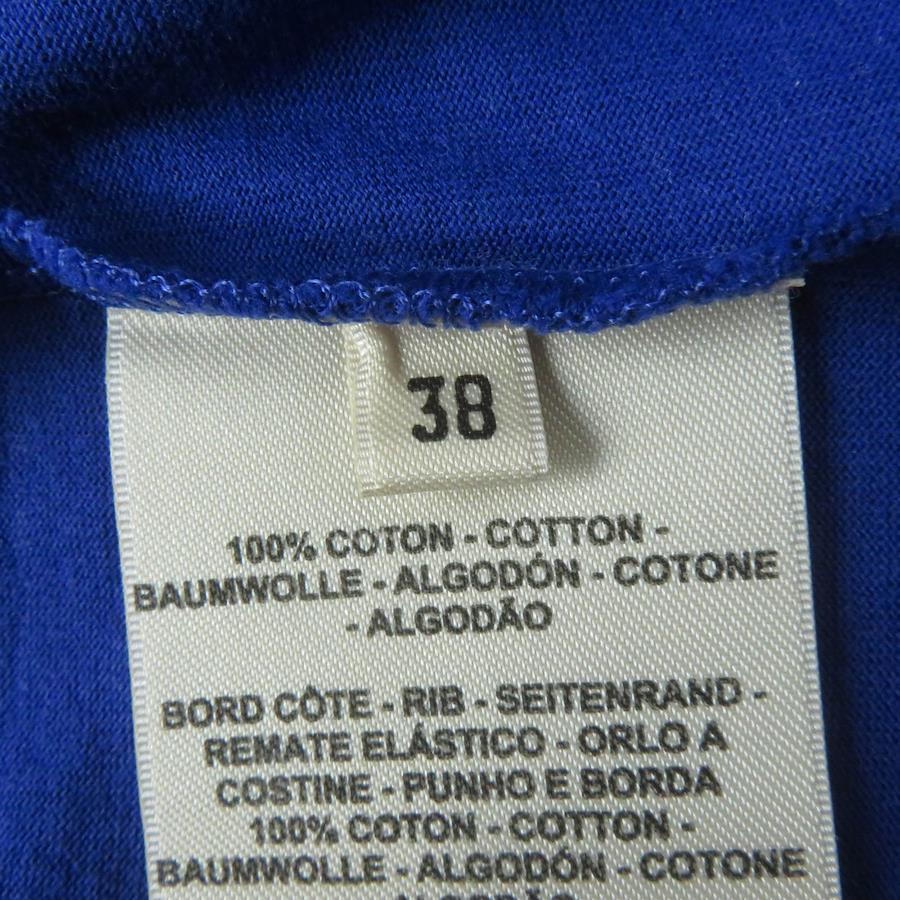 38
100% COTON - COTTON -
BAUMWOLLE - ALGODÓN - COTONE
- ALGODÃO
BORD CÔTE - RIB - SEITENRAND -
REMATE ELÁSTICO - ORLO A
COSTINE - PUNHO E BORDA
100% COTON - COTTON -
BAUMWOLLE - ALGODÓN - COTONE
ALGODÃO